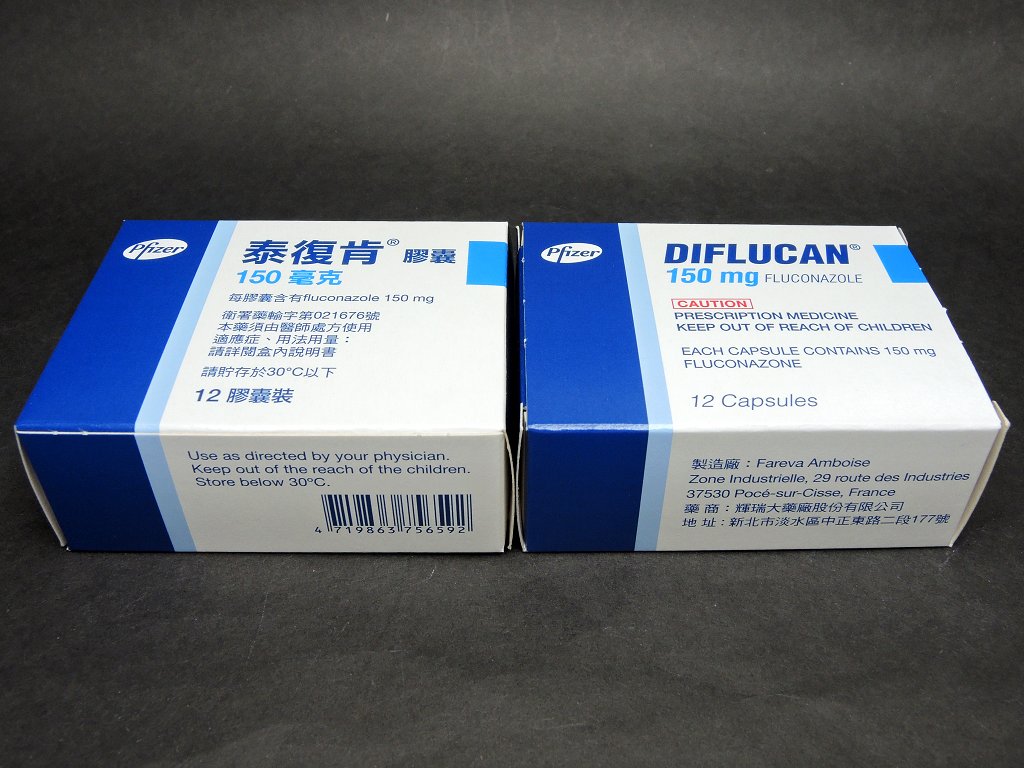 Pfizer
泰復肯® 膠囊
150 毫克
每膠囊含有fluconazole 150 mg
衛署藥輸字第021676號
本藥須由醫師處方使用
適應症、用法用量：
請詳閱盒內說明書
請貯存於30°C以下
12 膠囊裝
Use as directed by your physician.
Keep out of the reach of the children.
Store below 30°C.
4 719863 756592
Pfizer
DIFLUCAN®
150 mg FLUCONAZOLE
CAUTION
PRESCRIPTION MEDICINE
KEEP OUT OF REACH OF CHILDREN
EACH CAPSULE CONTAINS 150 mg
FLUCONAZONE
12 Capsules
製造廠：Fareva Amboise
Zone Industrielle, 29 route des Industries
37530 Pocé-sur-Cisse, France
藥 商：輝瑞大藥廠股份有限公司
地 址：新北市淡水區中正東路二段177號